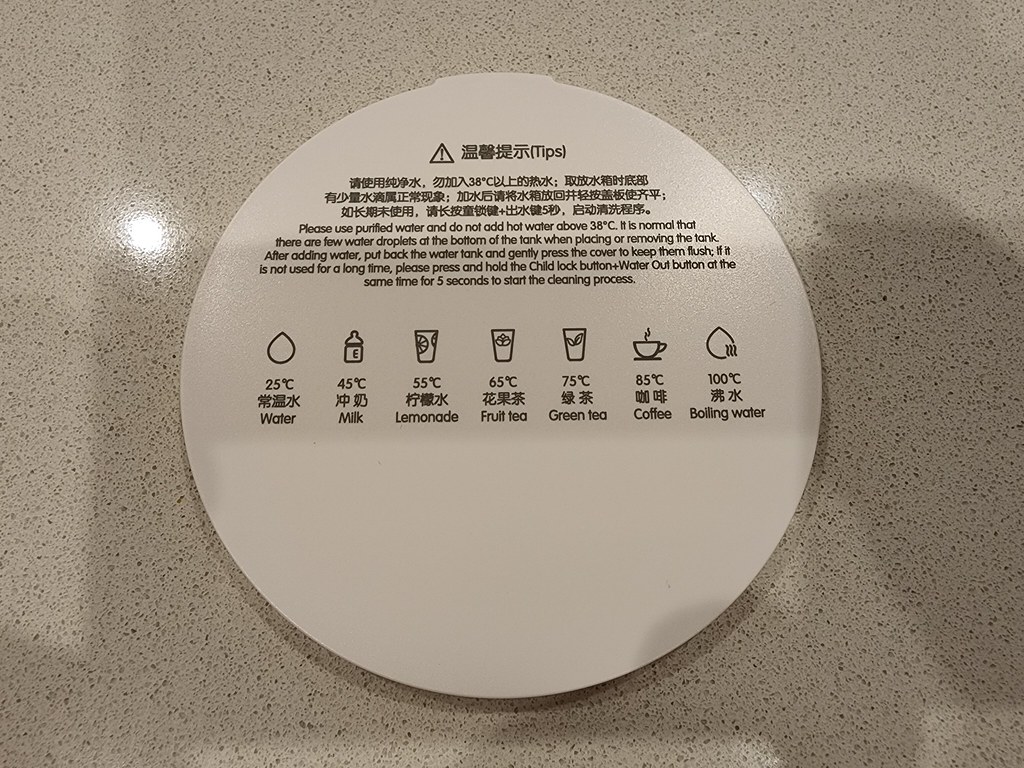 温馨提示(Tips)
请使用纯净水，勿加入38°C以上的热水；取放水箱时底部
有少量水滴属正常现象；加水后请将水箱放回并轻按盖板使齐平；
如长期未使用，请长按童锁键+出水键5秒，启动清洗程序。
Please use purified water and do not add hot water above 38°C. It is normal that
there are few water droplets at the bottom of the tank when placing or removing the tank.
After adding water, put back the water tank and gently press the cover to keep them flush; If it
is not used for a long time, please press and hold the Child lock button+Water Out button at the
same time for 5 seconds to start the cleaning process.
E
25℃ 45℃ 55℃ 65℃ 75℃ 85℃ 100℃
常温水 冲奶 柠檬水 花果茶 绿茶 咖啡 沸水
Water Milk Lemonade Fruit tea Green tea Coffee Boiling water